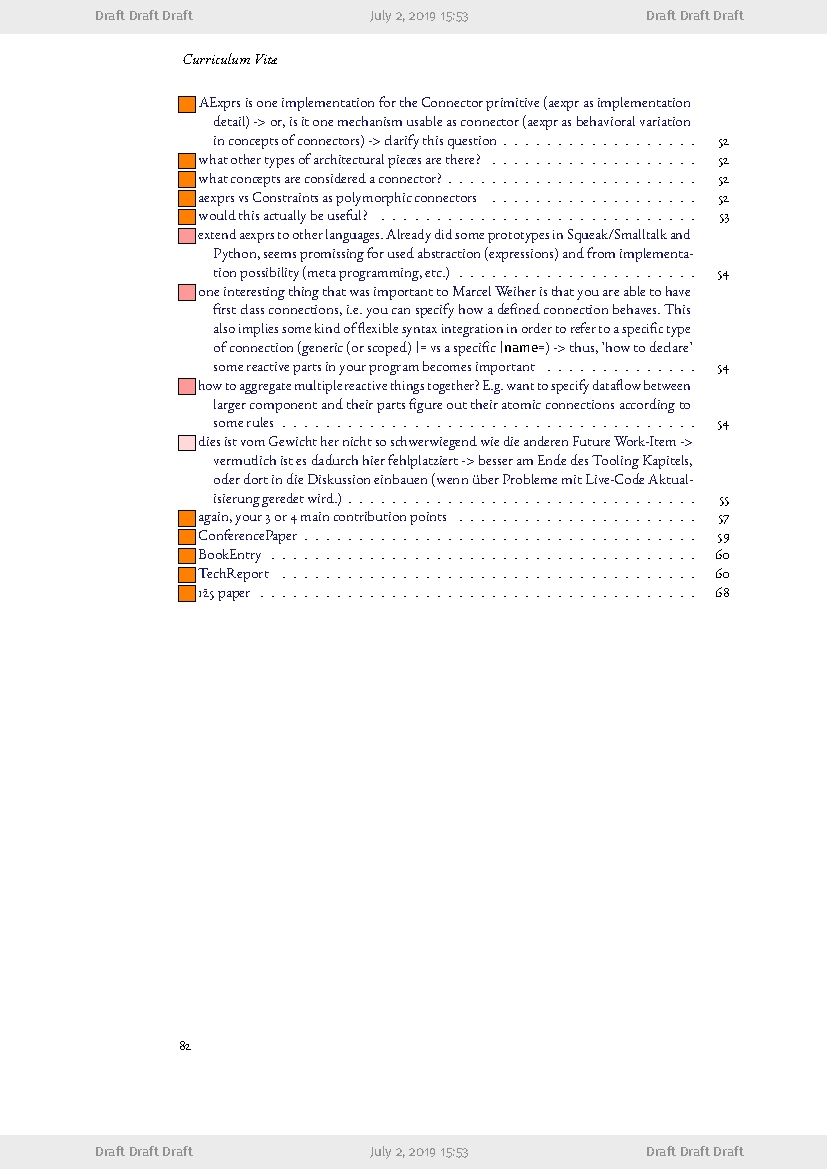 Draft Draft Draft July 2, 2019 15:53 Draft Draft Draft
Curriculum Vitæ
AExprs is one implementation for the Connector primitive (aexpr as implementation
detail) -> or, is it one mechanism usable as connector (aexpr as behavioral variation
in concepts of connectors) -> clarify this question . . . . . . . . . . . . . . . . . . 52
what other types of architectural pieces are there? . . . . . . . . . . . . . . . . . . . 52
what concepts are considered a connector? . . . . . . . . . . . . . . . . . . . . . . . 52
aexprs vs Constraints as polymorphic connectors . . . . . . . . . . . . . . . . . . . 52
would this actually be useful? . . . . . . . . . . . . . . . . . . . . . . . . . . . . . 53
extend aexprs to other languages. Already did some prototypes in Squeak/Smalltalk and
Python, seems promissing for used abstraction (expressions) and from implementa-
tion possibility (meta programming, etc.) . . . . . . . . . . . . . . . . . . . . . . 54
one interesting thing that was important to Marcel Weiher is that you are able to have
first class connections, i.e. you can specify how a defined connection behaves. This
also implies some kind of flexible syntax integration in order to refer to a specific type
of connection (generic (or scoped) |= vs a specific |name=) -> thus, 'how to declare'
some reactive parts in your program becomes important . . . . . . . . . . . . . . 54
how to aggregate multiple reactive things together? E.g. want to specify dataflow between
larger component and their parts figure out their atomic connections according to
some rules . . . . . . . . . . . . . . . . . . . . . . . . . . . . . . . . . . . . . . 54
dies ist vom Gewicht her nicht so schwerwiegend wie die anderen Future Work-Item ->
vermutlich ist es dadurch hier fehlplatziert -> besser am Ende des Tooling Kapitels,
oder dort in die Diskussion einbauen (wenn über Probleme mit Live-Code Aktual-
isierung geredet wird.) . . . . . . . . . . . . . . . . . . . . . . . . . . . . . . . . 55
again, your 3 or 4 main contribution points . . . . . . . . . . . . . . . . . . . . . . 57
ConferencePaper . . . . . . . . . . . . . . . . . . . . . . . . . . . . . . . . . . . . 59
BookEntry . . . . . . . . . . . . . . . . . . . . . . . . . . . . . . . . . . . . . . . 60
TechReport . . . . . . . . . . . . . . . . . . . . . . . . . . . . . . . . . . . . . . 60
125 paper . . . . . . . . . . . . . . . . . . . . . . . . . . . . . . . . . . . . . . . . 68
82
Draft Draft Draft July 2, 2019 15:53 Draft Draft Draft